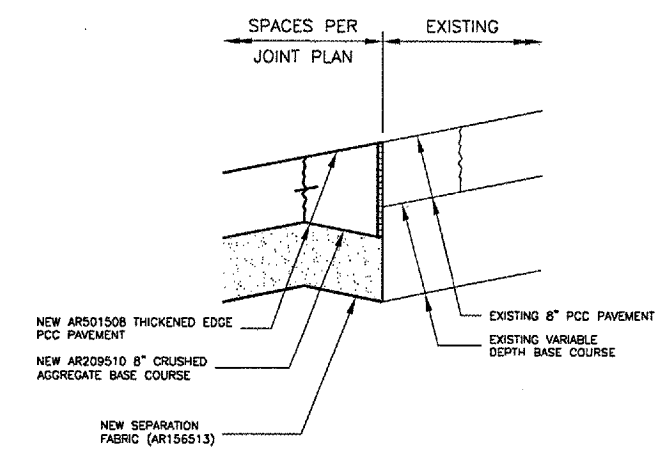 SPACES PER
JOINT PLAN
EXISTING
NEW AR501508 THICKENED EDGE
PCC PAVEMENT
NEW AR209510 8" CRUSHED
AGGREGATE BASE COURSE
NEW SEPARATION
FABRIC (AR156513)
EXISTING 8" PCC PAVEMENT
EXISTING VARIABLE
DEPTH BASE COURSE